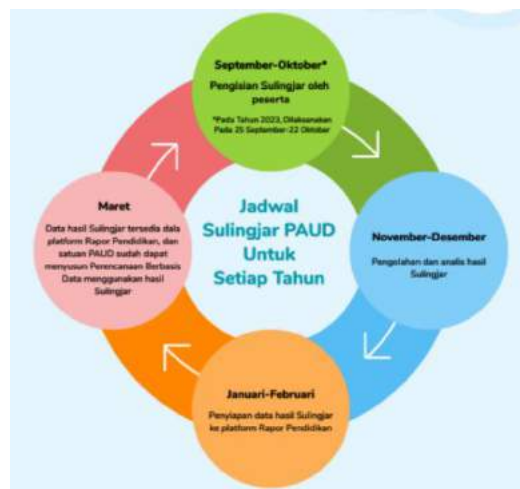 September-Oktober*
Pengisian Sulingjar oleh
peserta
*Pada Tahun 2023, Dilaksanakan
Pada 25 September-22 Oktober
Maret
Data hasil Sulingjar tersedia dala
platform Rapor Pendidikan, dan
satuan PAUD sudah dapat
menyusun Perencanaan Berbasis
Data menggunakan hasil
Sulingjar
Jadwal
Sulingjar PAUD
Untuk
Setiap Tahun
November-Desember
Pengolahan dan analis hasil
Sulingjar
Januari-Februari
Penyiapan data hasil Sulingjar
ke platform Rapor Pendidikan